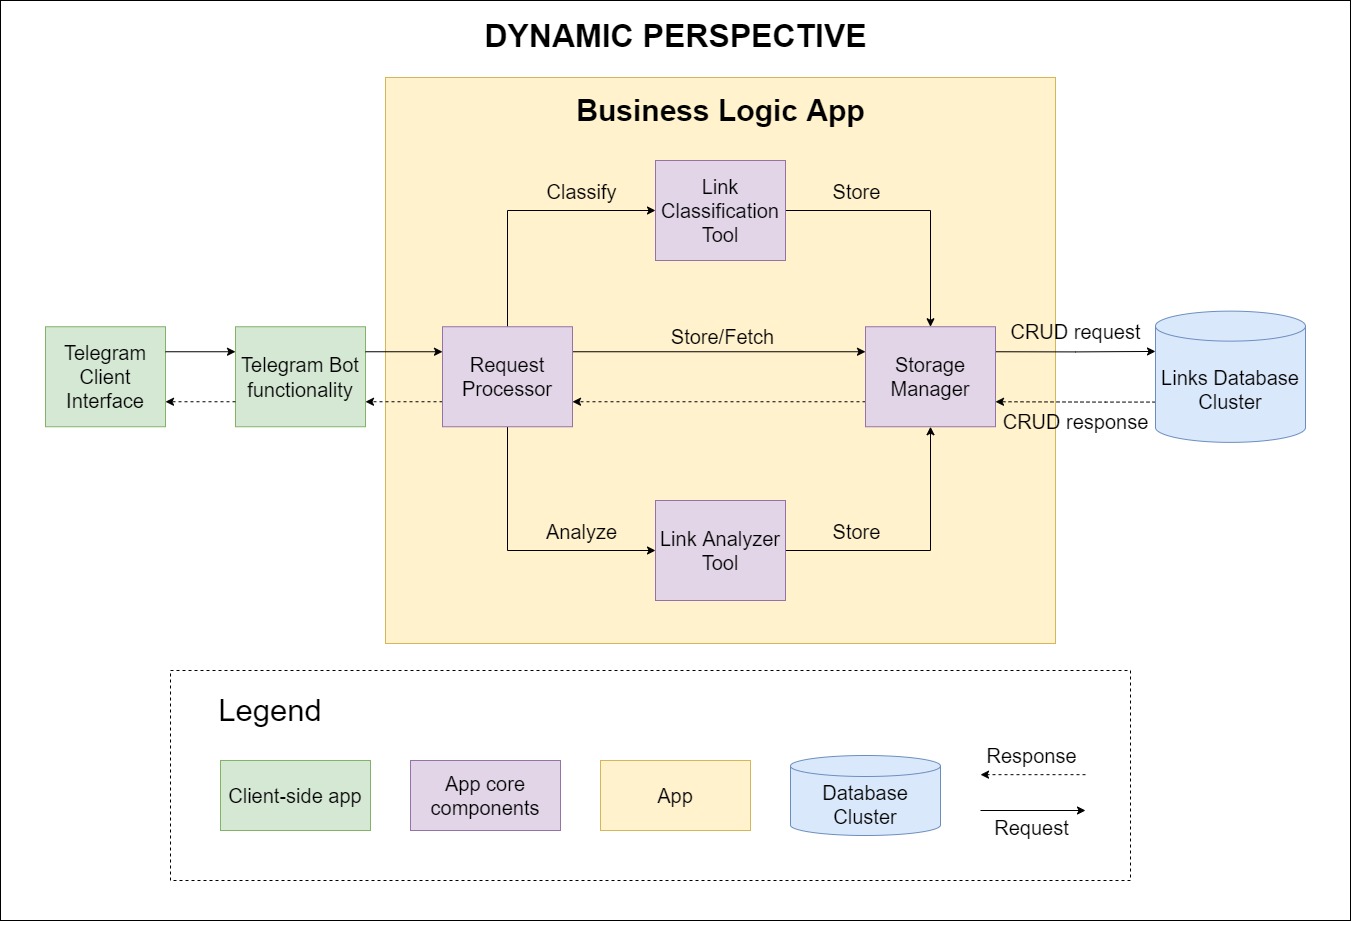 DYNAMIC PERSPECTIVE
Business Logic App
Classify
Link
Classification
Tool
Store
Telegram
Client
Interface
Telegram Bot
functionality
Request
Processor
Store/Fetch
Storage
Manager
CRUD request
CRUD response
Links Database
Cluster
Analyze
Link Analyzer
Tool
Store
Legend
Client-side app
App core
components
App
Database
Cluster
Response
Request